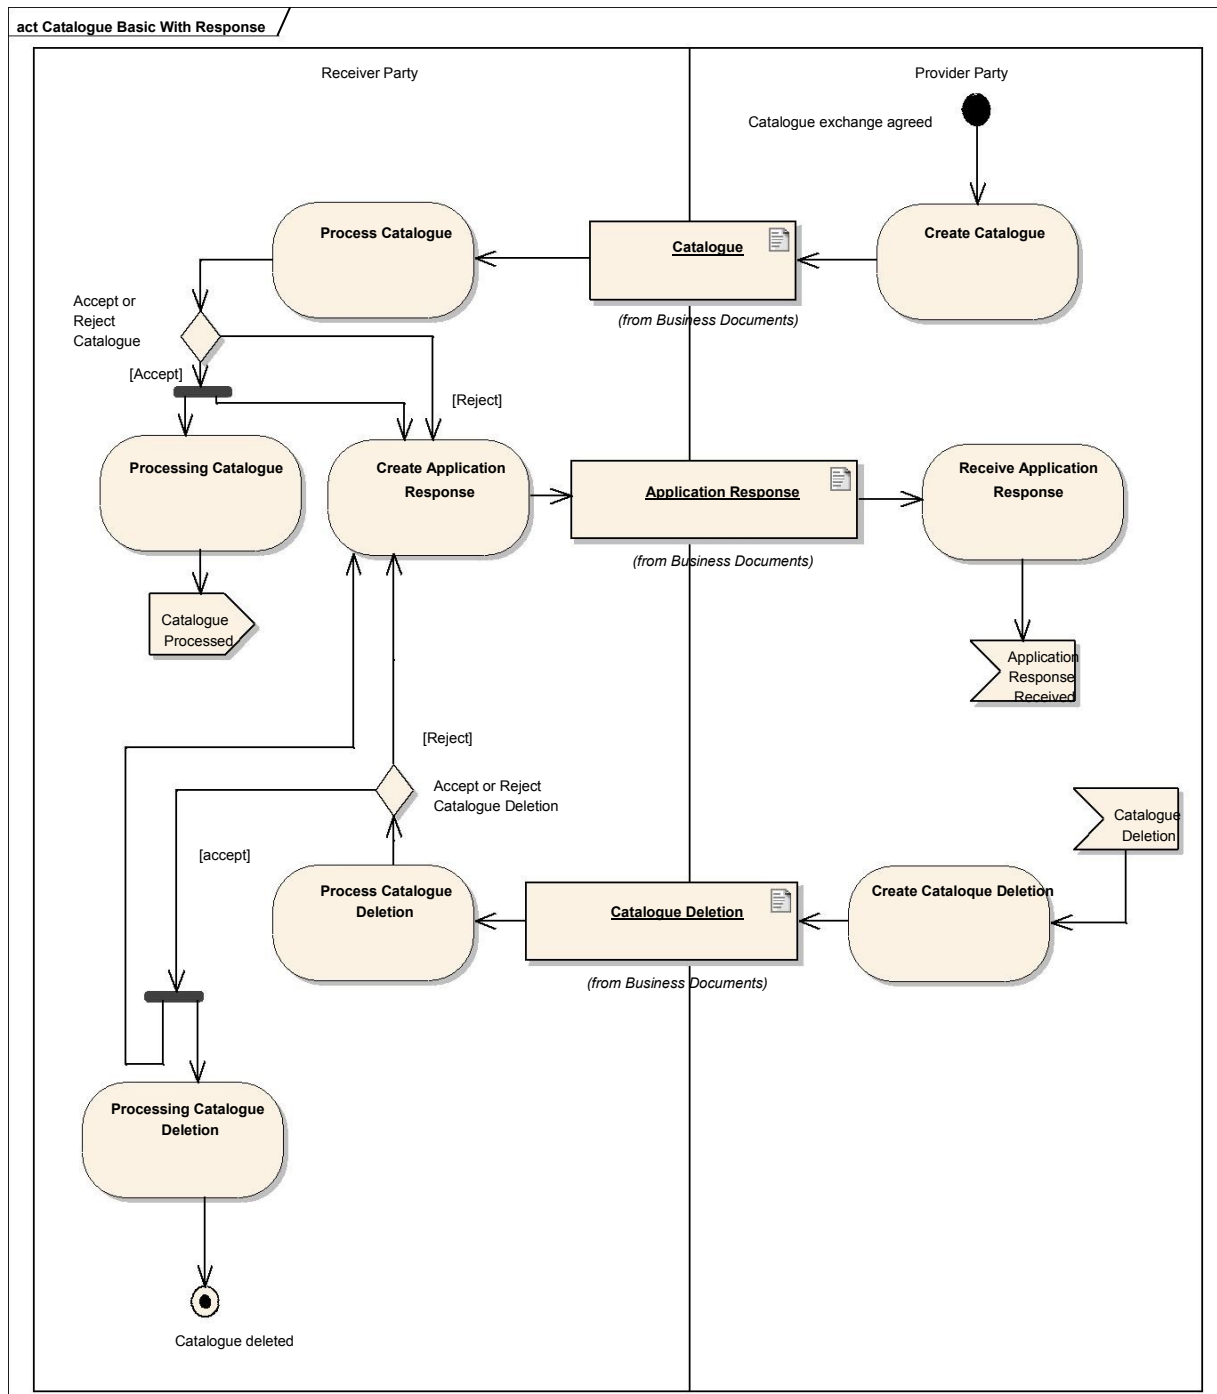 act Catalogue Basic With Response
Receiver Party
Provider Party
Catalogue exchange agreed
Process Catalogue
Catalogue
Create Catalogue
(from Business Documents)
Accept or
Reject
Catalogue
[Accept]
[Reject]
Processing Catalogue
Create Application
Response
Application Response
Receive Application
Response
(from Business Documents)
Catalogue
Processed
Application
Response
Received
[Reject]
Accept or Reject
Catalogue Deletion
Catalogue
Deletion
[accept]
Process Catalogue
Deletion
Catalogue Deletion
Create Cataloque Deletion
(from Business Documents)
Processing Catalogue
Deletion
Catalogue deleted